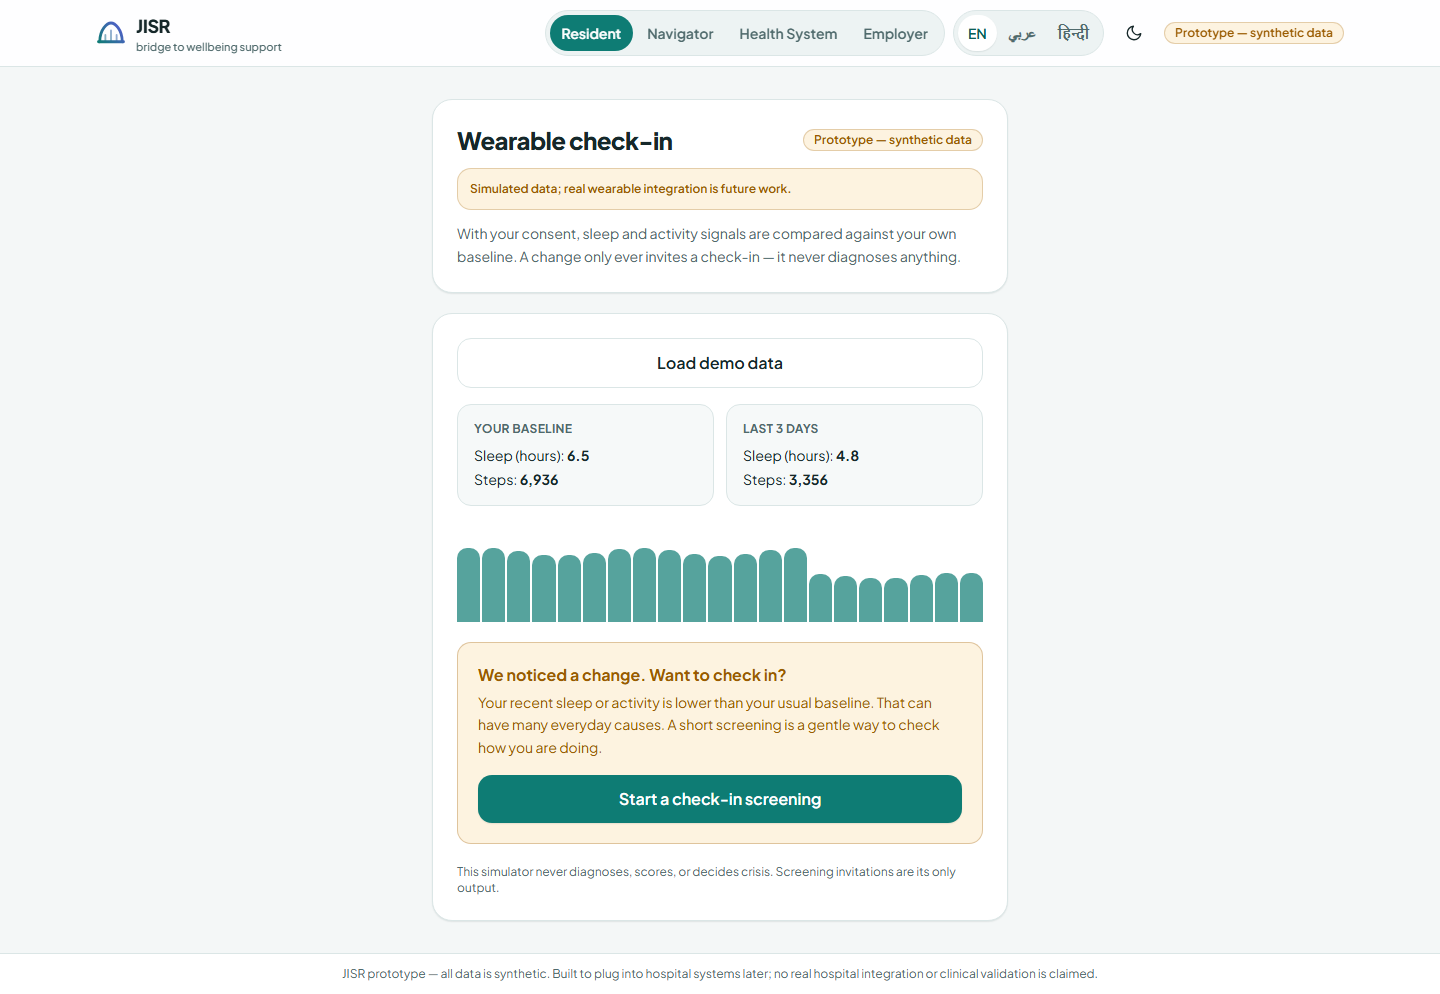 JISR
bridge to wellbeing support
Resident
Navigator
Health System
Employer
EN
عربي
हिन्दी
Prototype — synthetic data
Wearable check-in
Prototype — synthetic data
Simulated data; real wearable integration is future work.
With your consent, sleep and activity signals are compared against your own
baseline. A change only ever invites a check-in — it never diagnoses anything.
Load demo data
YOUR BASELINE
Sleep (hours): 6.5
Steps: 6,936
LAST 3 DAYS
Sleep (hours): 4.8
Steps: 3,356
We noticed a change. Want to check in?
Your recent sleep or activity is lower than your usual baseline. That can
have many everyday causes. A short screening is a gentle way to check
how you are doing.
Start a check-in screening
This simulator never diagnoses, scores, or decides crisis. Screening invitations are its only
output.
JISR prototype — all data is synthetic. Built to plug into hospital systems later; no real hospital integration or clinical validation is claimed.